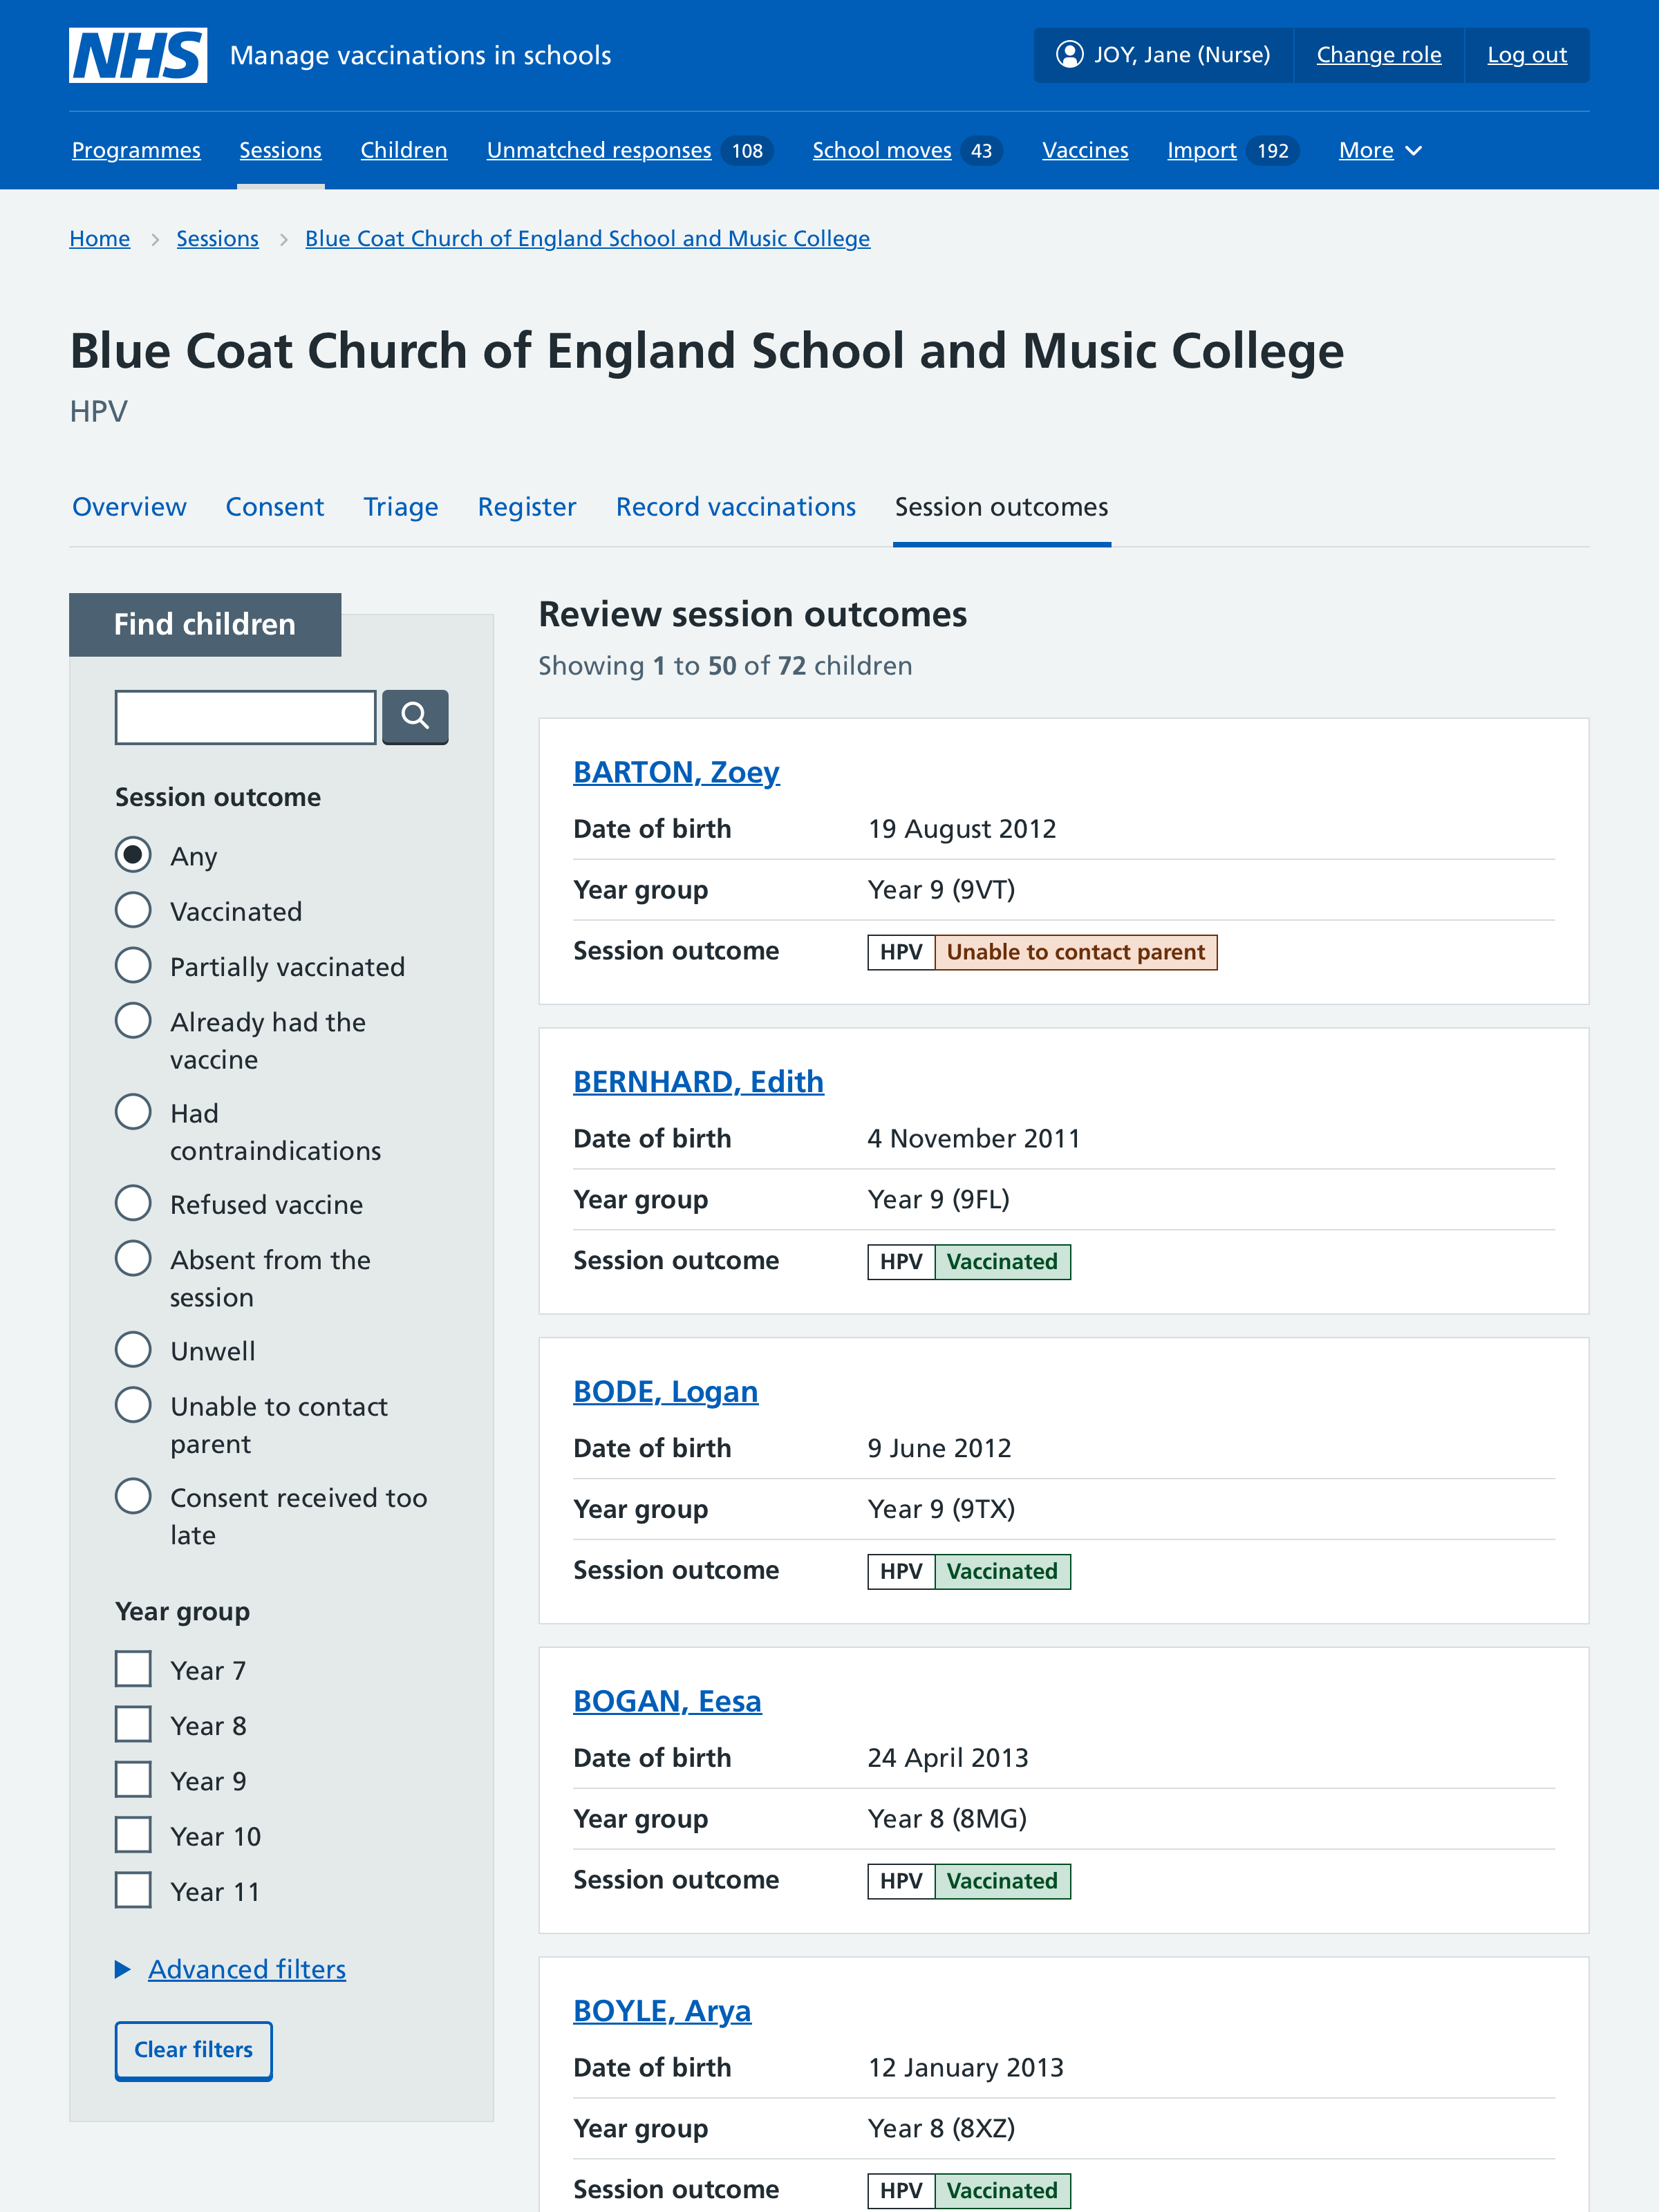 NHS Manage vaccinations in schools
JOY, Jane (Nurse) Change role Log out
Programmes Sessions Children Unmatched responses 108 School moves 43 Vaccines Import 192 More
Home Sessions Blue Coat Church of England School and Music College
Blue Coat Church of England School and Music College
HPV
Overview Consent Triage Register Record vaccinations Session outcomes
Find children
Session outcome
Any
Vaccinated
Partially vaccinated
Already had the
vaccine
Had
contraindications
Refused vaccine
Absent from the
session
Unwell
Unable to contact
parent
Consent received too
late
Year group
Year 7
Year 8
Year 9
Year 10
Year 11
Advanced filters
Clear filters
Review session outcomes
Showing 1 to 50 of 72 children
BARTON, Zoey
Date of birth 19 August 2012
Year group Year 9 (9VT)
Session outcome HPV Unable to contact parent
BERNHARD, Edith
Date of birth 4 November 2011
Year group Year 9 (9FL)
Session outcome HPV Vaccinated
BODE, Logan
Date of birth 9 June 2012
Year group Year 9 (9TX)
Session outcome HPV Vaccinated
BOGAN, Eesa
Date of birth 24 April 2013
Year group Year 8 (8MG)
Session outcome HPV Vaccinated
BOYLE, Arya
Date of birth 12 January 2013
Year group Year 8 (8XZ)
Session outcome HPV Vaccinated